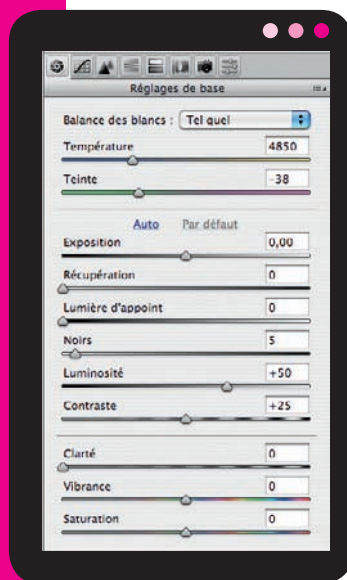 Réglages de base
Balance des blancs : Tel quel
Température 4850
Teinte -38
Auto Par défaut
Exposition 0,00
Récupération 0
Lumière d'appoint 0
Noirs 5
Luminosité +50
Contraste +25
Clarté 0
Vibrance 0
Saturation 0